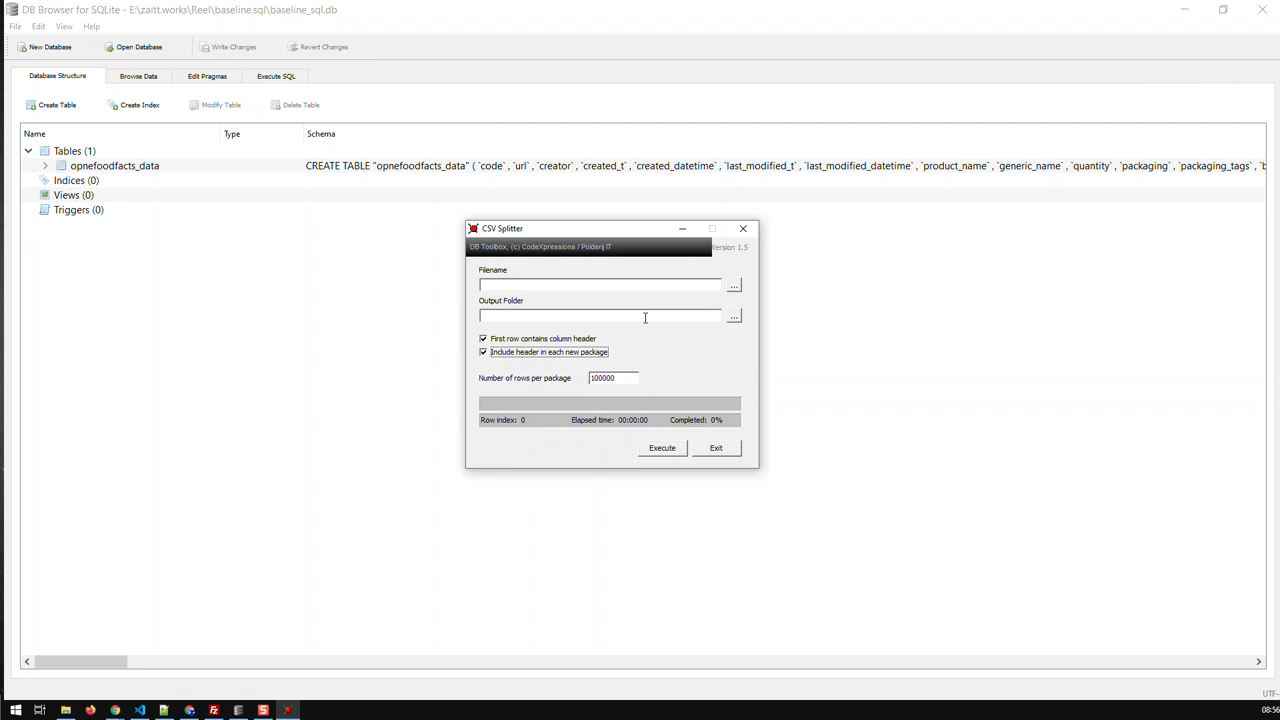 DB Browser for SQLite - E:\zaitt.works\Reel\baseline.sql\baseline_sql.db
File Edit View Help
New Database Open Database Write Changes Revert Changes
Database Structure Browse Data Edit Pragmas Execute SQL
Create Table Create Index Modify Table Delete Table
Name Type Schema
Tables (1)
opnefoodfacts_data CREATE TABLE "opnefoodfacts_data" ( `code`, `url`, `creator`, `created_t`, `created_datetime`, `last_modified_t`, `last_modified_datetime`, `product_name`, `generic_name`, `quantity`, `packaging`, `packaging_tags`, `b
Indices (0)
Views (0)
Triggers (0)
CSV Splitter
DB Toolbox, (c) CodeXpressions / Polderij IT Version 1.5
Filename
...
Output Folder
...
First row contains column header
Include header in each new package
Number of rows per package 100000
Row index: 0 Elapsed time: 00:00:00 Completed: 0%
Execute Exit
UTF-
08:56